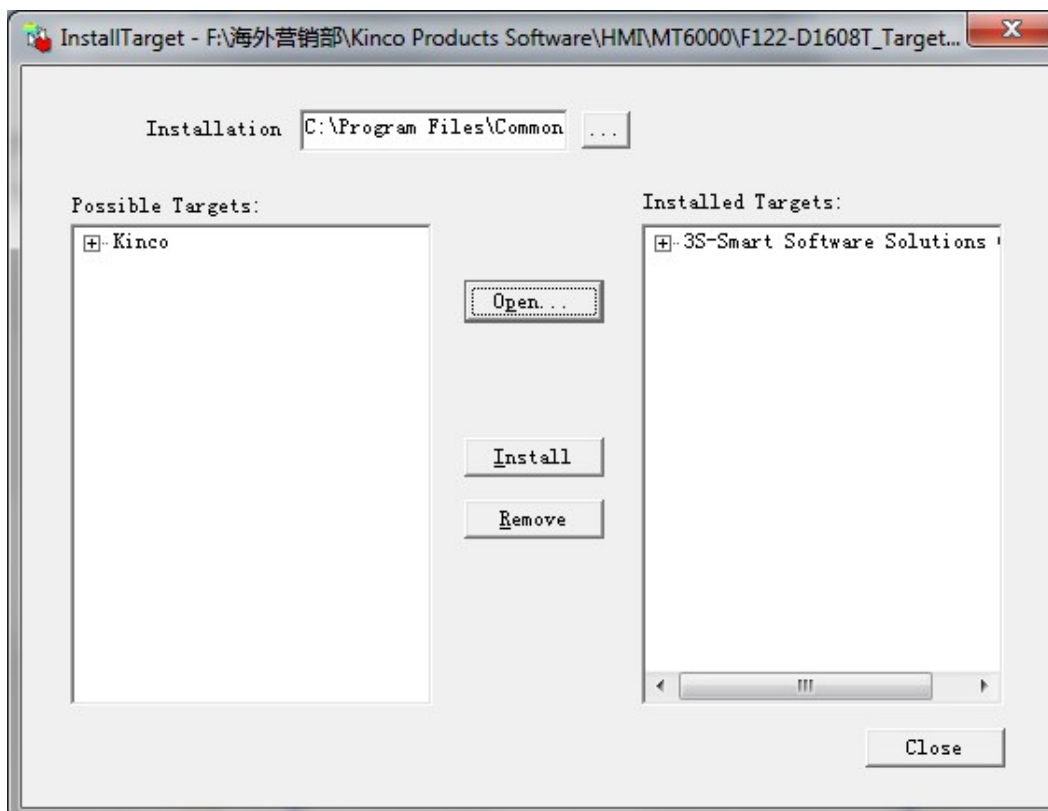 InstallTarget - F:\海外营销部\Kinco Products Software\HMI\MT6000\F122-D1608T_Target...
Installation C:\Program Files\Common ...
Possible Targets:
Installed Targets:
Kinco
3S-Smart Software Solutions
Open...
Install
Remove
Close